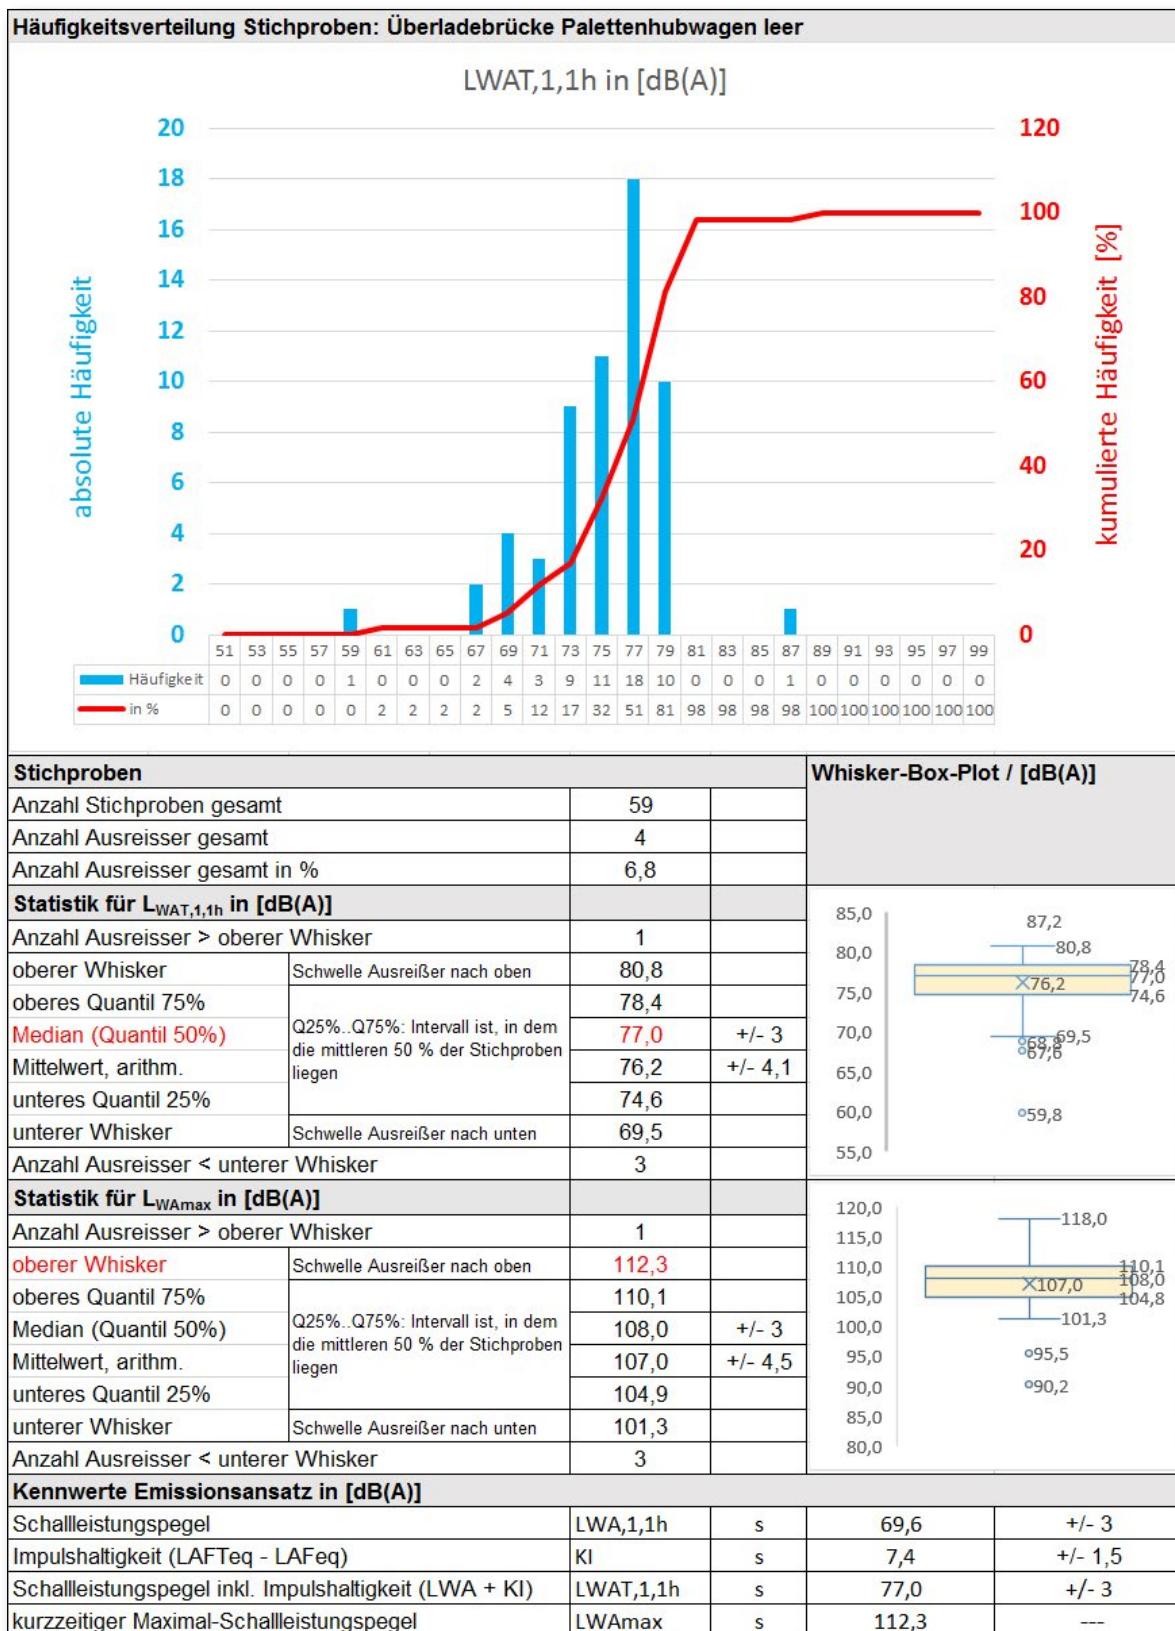 Häufigkeitsverteilung Stichproben: Überladebrücke Palettenhubwagen leer
LWAT,1,1h in [dB(A)]
absolute Häufigkeit
20
18
16
14
12
10
8
6
4
2
0
120
100
80
60
40
20
0
kumulierte Häufigkeit [%]
51 53 55 57 59 61 63 65 67 69 71 73 75 77 79 81 83 85 87 89 91 93 95 97 99
Häufigkeit 0 0 0 0 1 0 0 0 2 4 3 9 11 18 10 0 0 0 1 0 0 0 0 0 0
in % 0 0 0 0 0 2 2 2 2 5 12 17 32 51 81 98 98 98 98 100 100 100 100 100 100
Stichproben
Anzahl Stichproben gesamt 59
Anzahl Ausreisser gesamt 4
Anzahl Ausreisser gesamt in % 6,8
Whisker-Box-Plot / [dB(A)]
Statistik für LWAT,1,1h in [dB(A)]
Anzahl Ausreisser > oberer Whisker 1
oberer Whisker Schwelle Ausreißer nach oben 80,8
oberes Quantil 75% 78,4
Median (Quantil 50%) 77,0 +/- 3
Q25%..Q75%: Intervall ist, in dem
die mittleren 50 % der Stichproben
liegen
Mittelwert, arithm. 76,2 +/- 4,1
unteres Quantil 25% 74,6
unterer Whisker Schwelle Ausreißer nach unten 69,5
Anzahl Ausreisser < unterer Whisker 3
85,0
80,0
75,0
70,0
65,0
60,0
55,0
87,2
80,8
78,4
77,0
76,2
74,6
69,5
68,8
67,6
59,8
Statistik für LWAmax in [dB(A)]
Anzahl Ausreisser > oberer Whisker 1
oberer Whisker Schwelle Ausreißer nach oben 112,3
oberes Quantil 75% 110,1
Median (Quantil 50%) 108,0 +/- 3
Q25%..Q75%: Intervall ist, in dem
die mittleren 50 % der Stichproben
liegen
Mittelwert, arithm. 107,0 +/- 4,5
unteres Quantil 25% 104,9
unterer Whisker Schwelle Ausreißer nach unten 101,3
Anzahl Ausreisser < unterer Whisker 3
120,0
115,0
110,0
105,0
100,0
95,0
90,0
85,0
80,0
118,0
110,1
108,0
107,0
104,8
101,3
95,5
90,2
Kennwerte Emissionsansatz in [dB(A)]
Schallleistungspegel LWA,1,1h s 69,6 +/- 3
Impulshaltigkeit (LAFTeq - LAFeq) KI s 7,4 +/- 1,5
Schallleistungspegel inkl. Impulshaltigkeit (LWA + KI) LWAT,1,1h s 77,0 +/- 3
kurzzeitiger Maximal-Schallleistungspegel LWAmax s 112,3 ---